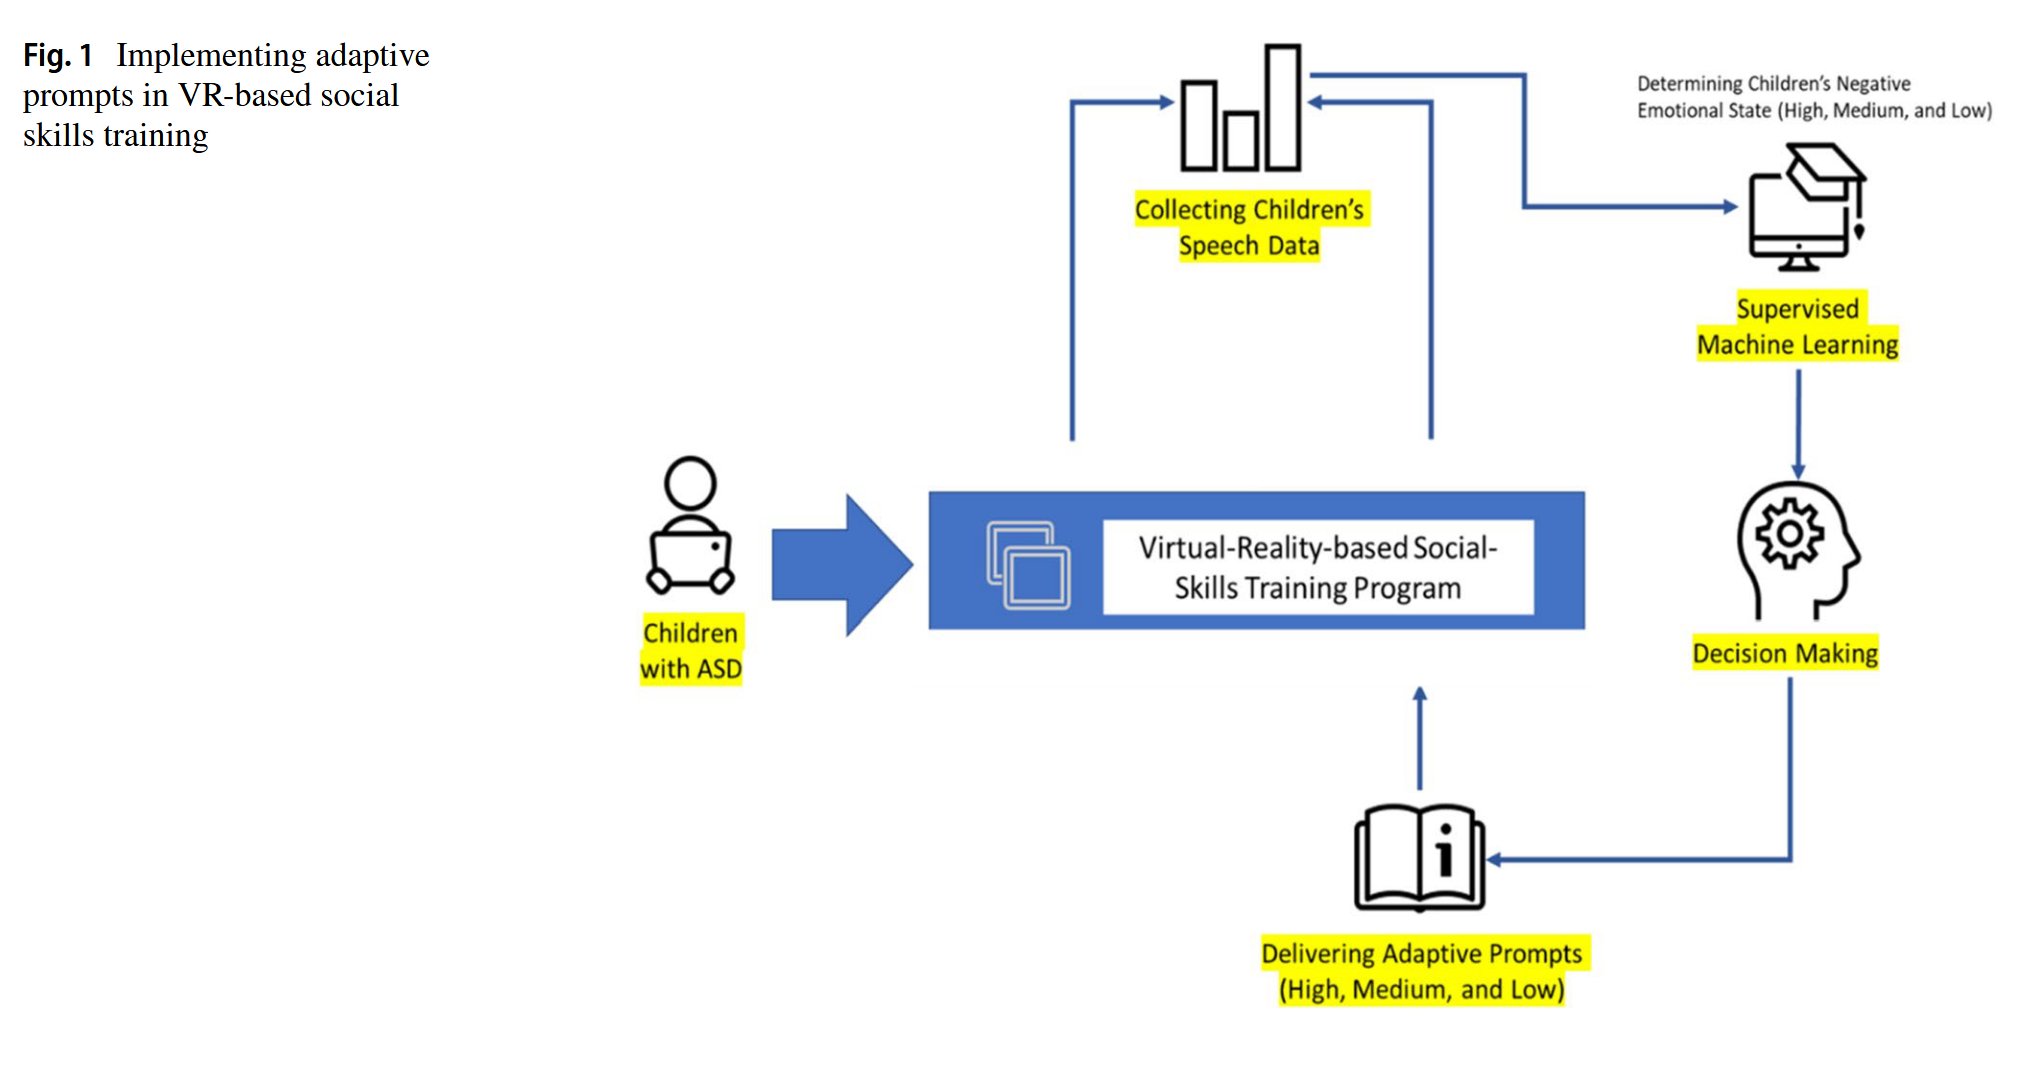 Fig. 1 Implementing adaptive
prompts in VR-based social
skills training
Determining Children's Negative
Emotional State (High, Medium, and Low)
Collecting Children's
Speech Data
Supervised
Machine Learning
Virtual-Reality-based Social-
Skills Training Program
Children
with ASD
Decision Making
Delivering Adaptive Prompts
(High, Medium, and Low)